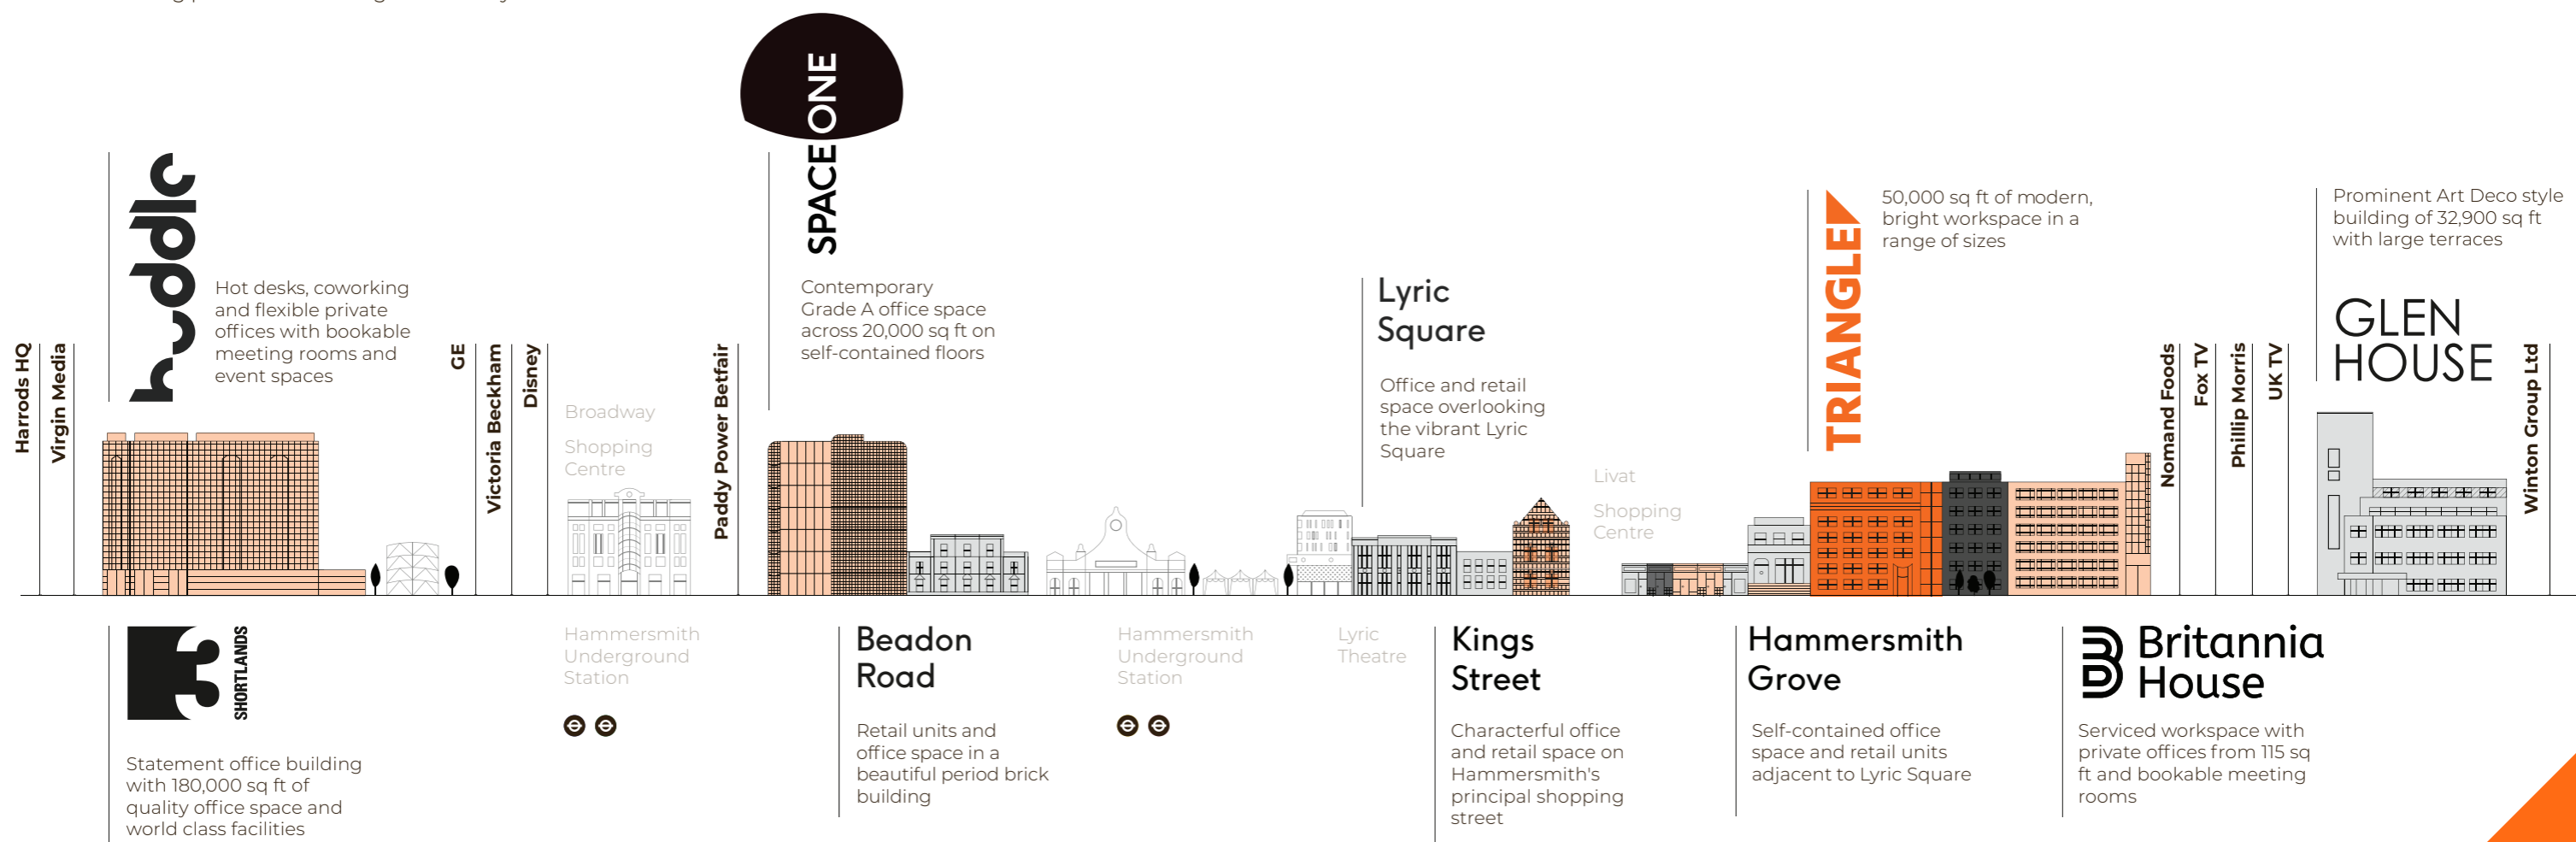 huddle
Hot desks, coworking
and flexible private
offices with bookable
meeting rooms and
event spaces
SPACE ONE
Contemporary
Grade A office space
across 20,000 sq ft on
self-contained floors
Lyric
Square
Office and retail
space overlooking
the vibrant Lyric
Square
TRIANGLE
50,000 sq ft of modern,
bright workspace in a
range of sizes
Prominent Art Deco style
building of 32,900 sq ft
with large terraces
GLEN
HOUSE
Harrods HQ
Virgin Media
GE
Victoria Beckham
Disney
Broadway
Shopping
Centre
Paddy Power Betfair
Livat
Shopping
Centre
Nomand Foods
Fox TV
Phillip Morris
UK TV
Winton Group Ltd
3
SHORTLANDS
Statement office building
with 180,000 sq ft of
quality office space and
world class facilities
Hammersmith
Underground
Station
Beadon
Road
Retail units and
office space in a
beautiful period brick
building
Hammersmith
Underground
Station
Lyric
Theatre
Kings
Street
Characterful office
and retail space on
Hammersmith's
principal shopping
street
Hammersmith
Grove
Self-contained office
space and retail units
adjacent to Lyric Square
B Britannia
House
Serviced workspace with
private offices from 115 sq
ft and bookable meeting
rooms